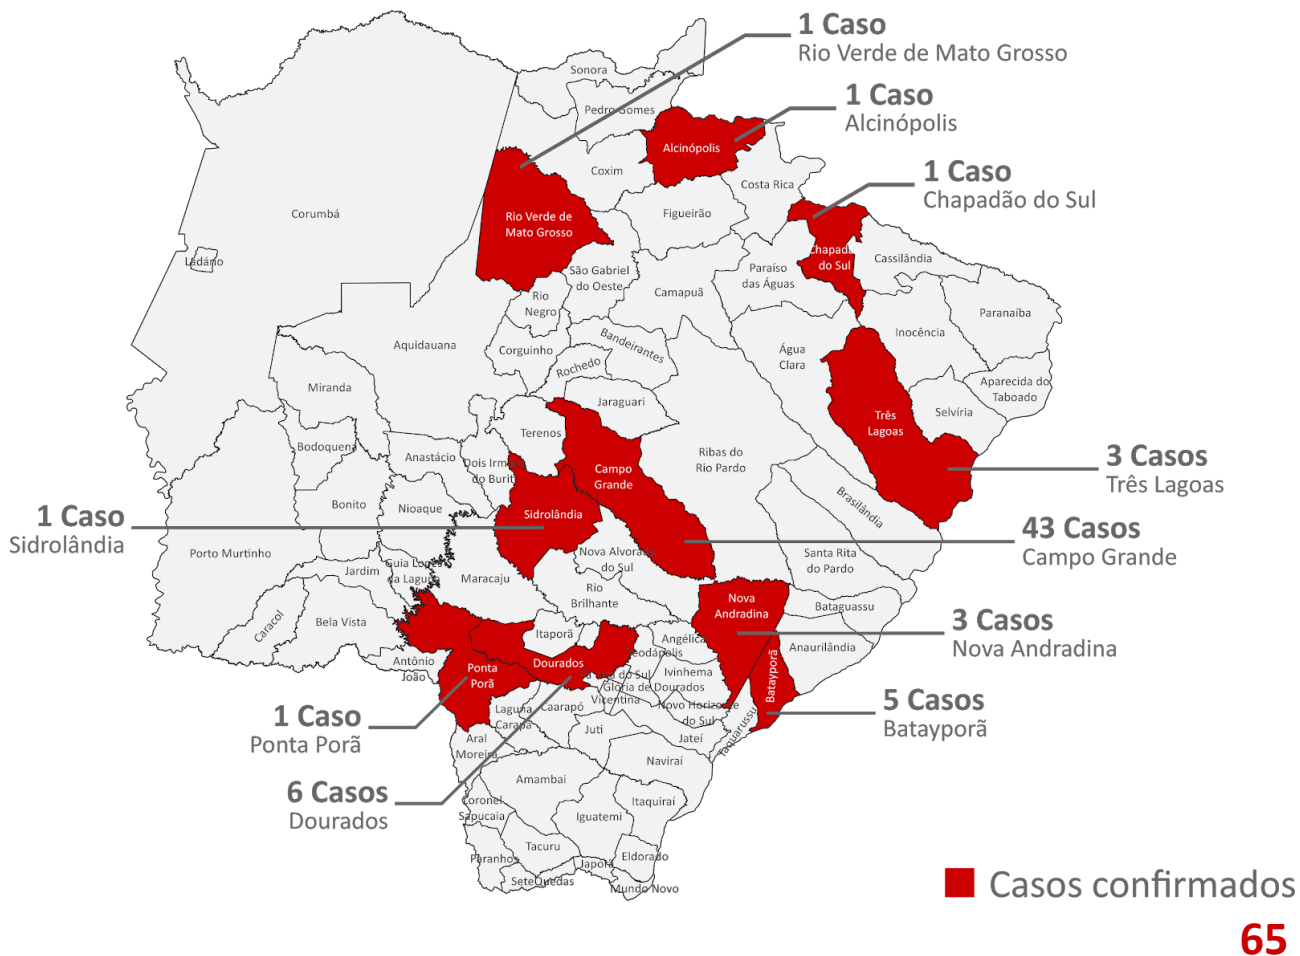 1 Caso
Rio Verde de Mato Grosso
1 Caso
Alcinópolis
1 Caso
Chapadão do Sul
Sonora
Pedro Gomes
Alcinópolis
Coxim
Costa Rica
Corumbá
Rio Verde de
Mato Grosso
Figueirão
Ladário
Chapadão
do Sul
Cassilândia
São Gabriel
do Oeste
Paraíso
das Águas
Camapuã
Rio
Negro
Paranaíba
Inocência
Aquidauana
Corguinho
Bandeirantes
Rochedo
Água
Clara
Miranda
Aparecida do
Taboado
Jaraguari
Selvíria
Três
Lagoas
Terenos
Bodoquena
Anastácio
Dois Irmãos
do Buriti
Campo
Grande
Ribas do
Rio Pardo
3 Casos
Três Lagoas
Bonito
Nioaque
Sidrolândia
Brasilândia
1 Caso
Sidrolândia
43 Casos
Campo Grande
Porto Murtinho
Nova Alvorada
do Sul
Santa Rita
do Pardo
Jardim
Guia Lopes
da Laguna
Maracaju
Rio
Brilhante
Nova
Andradina
Bataguassu
Caracol
Bela Vista
Itaporã
Angélica
Deodápolis
Anaurilândia
3 Casos
Nova Andradina
Antônio
João
Ponta
Porã
Dourados
do Sul
Ivinhema
Glória de Dourados
Vicentina
Batayporã
Novo Horizonte
do Sul
Taquarussu
5 Casos
Batayporã
Laguna
Carapã
Caarapó
Juti
Jateí
1 Caso
Ponta Porã
Aral
Moreira
Naviraí
Amambai
6 Casos
Dourados
Coronel
Sapucaia
Itaquiraí
Iguatemi
Tacuru
Paranhos
Japorã
Eldorado
SeteQuedas
Mundo Novo
Casos confirmados
65